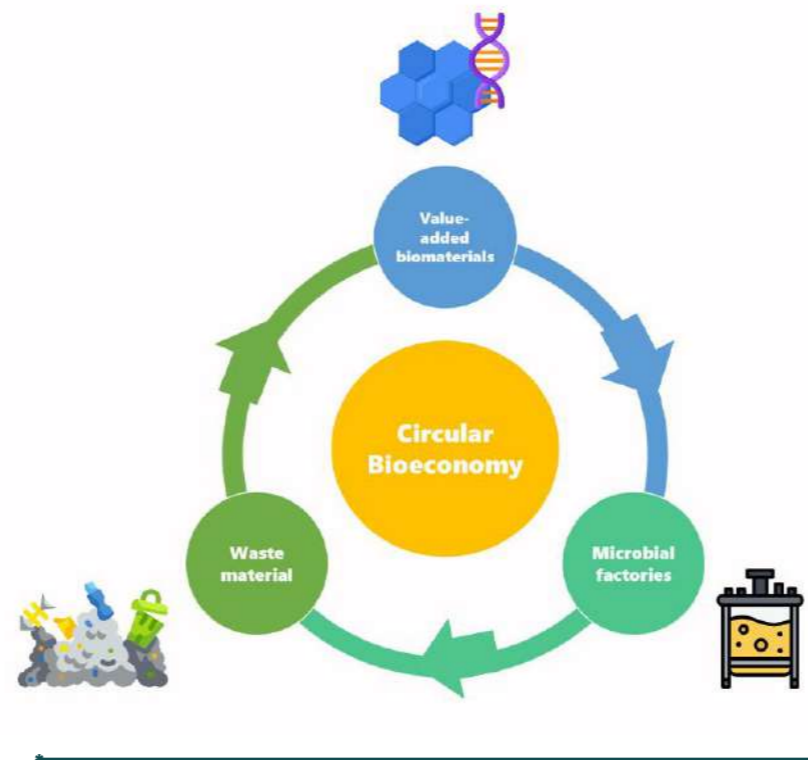 Value-
added
biomaterials
Circular
Bioeconomy
Waste
material
Microbial
factories